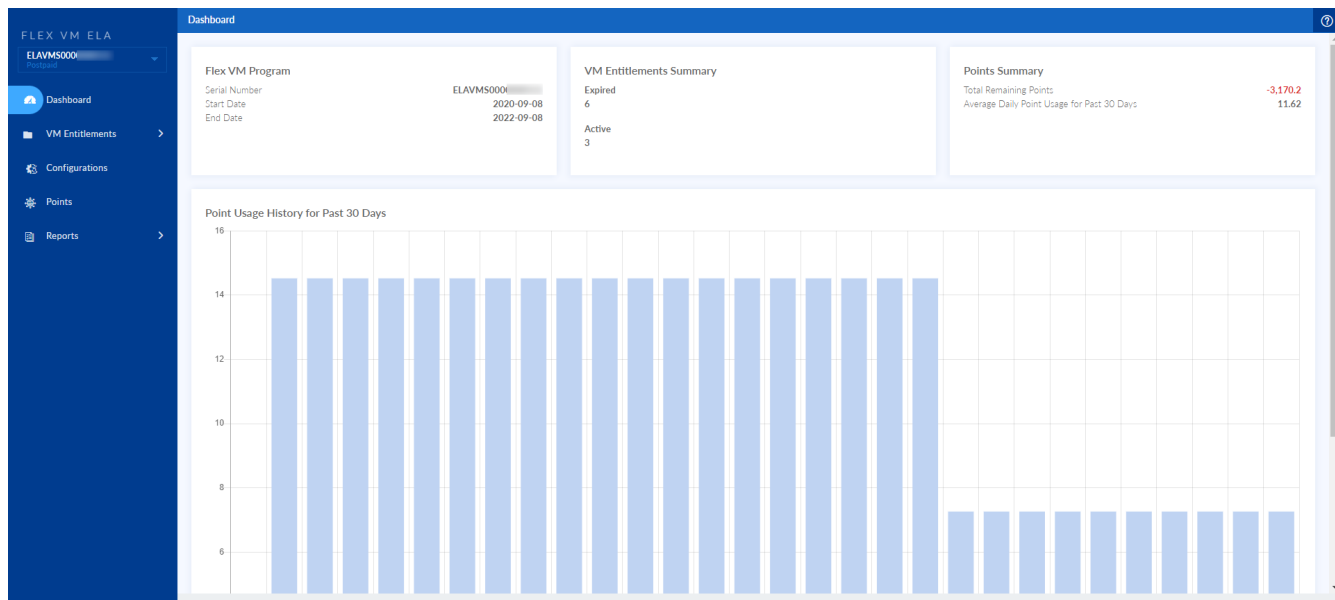 Dashboard
FLEX VM ELA
ELAVMS000
Postpaid
Dashboard
VM Entitlements
Configurations
Points
Reports
Flex VM Program
Serial Number ELAVMS000
Start Date 2020-09-08
End Date 2022-09-08
VM Entitlements Summary
Expired
6
Active
3
Points Summary
Total Remaining Points -3,170.2
Average Daily Point Usage for Past 30 Days 11.62
Point Usage History for Past 30 Days
16
14
12
10
8
6